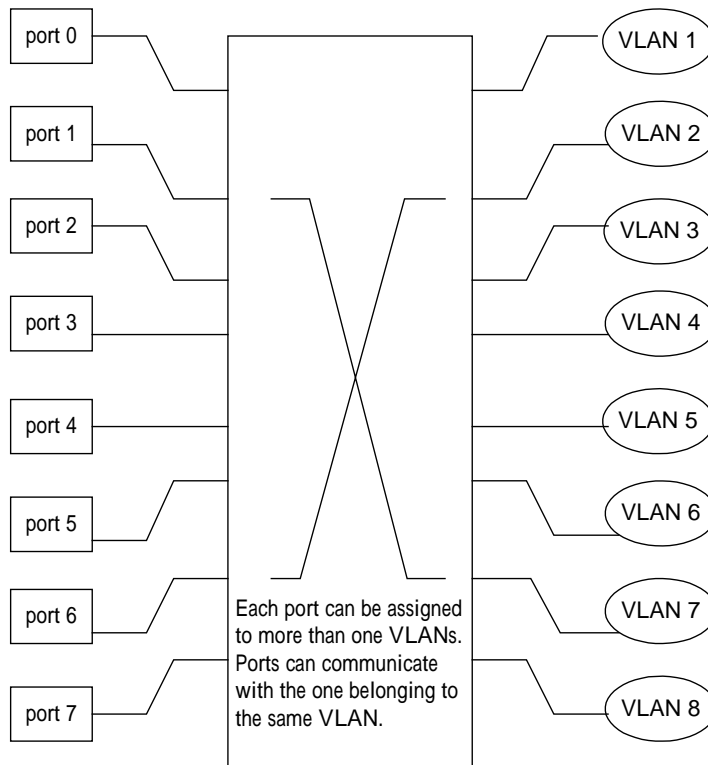 port 0
VLAN 1
port 1
VLAN 2
port 2
VLAN 3
port 3
VLAN 4
port 4
VLAN 5
port 5
VLAN 6
port 6
VLAN 7
port 7
VLAN 8
Each port can be assigned
to more than one VLANs.
Ports can communicate
with the one belonging to
the same VLAN.